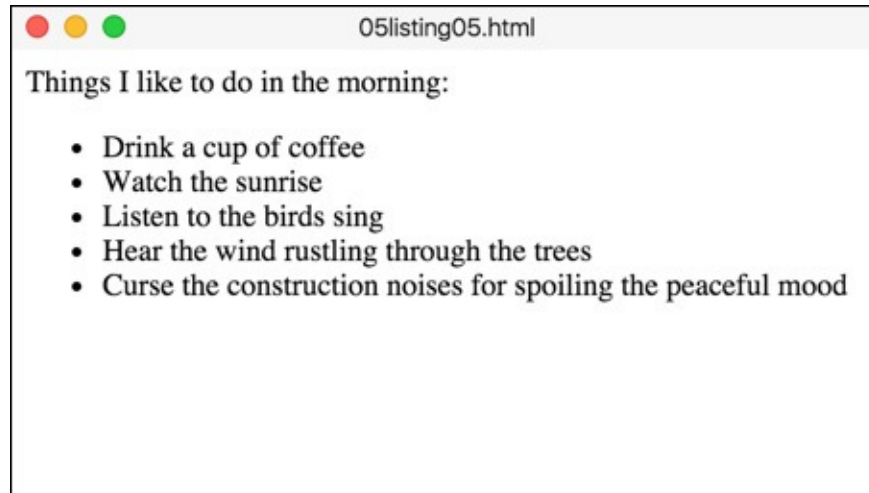 05listing05.html
Things I like to do in the morning:
• Drink a cup of coffee
• Watch the sunrise
• Listen to the birds sing
• Hear the wind rustling through the trees
• Curse the construction noises for spoiling the peaceful mood